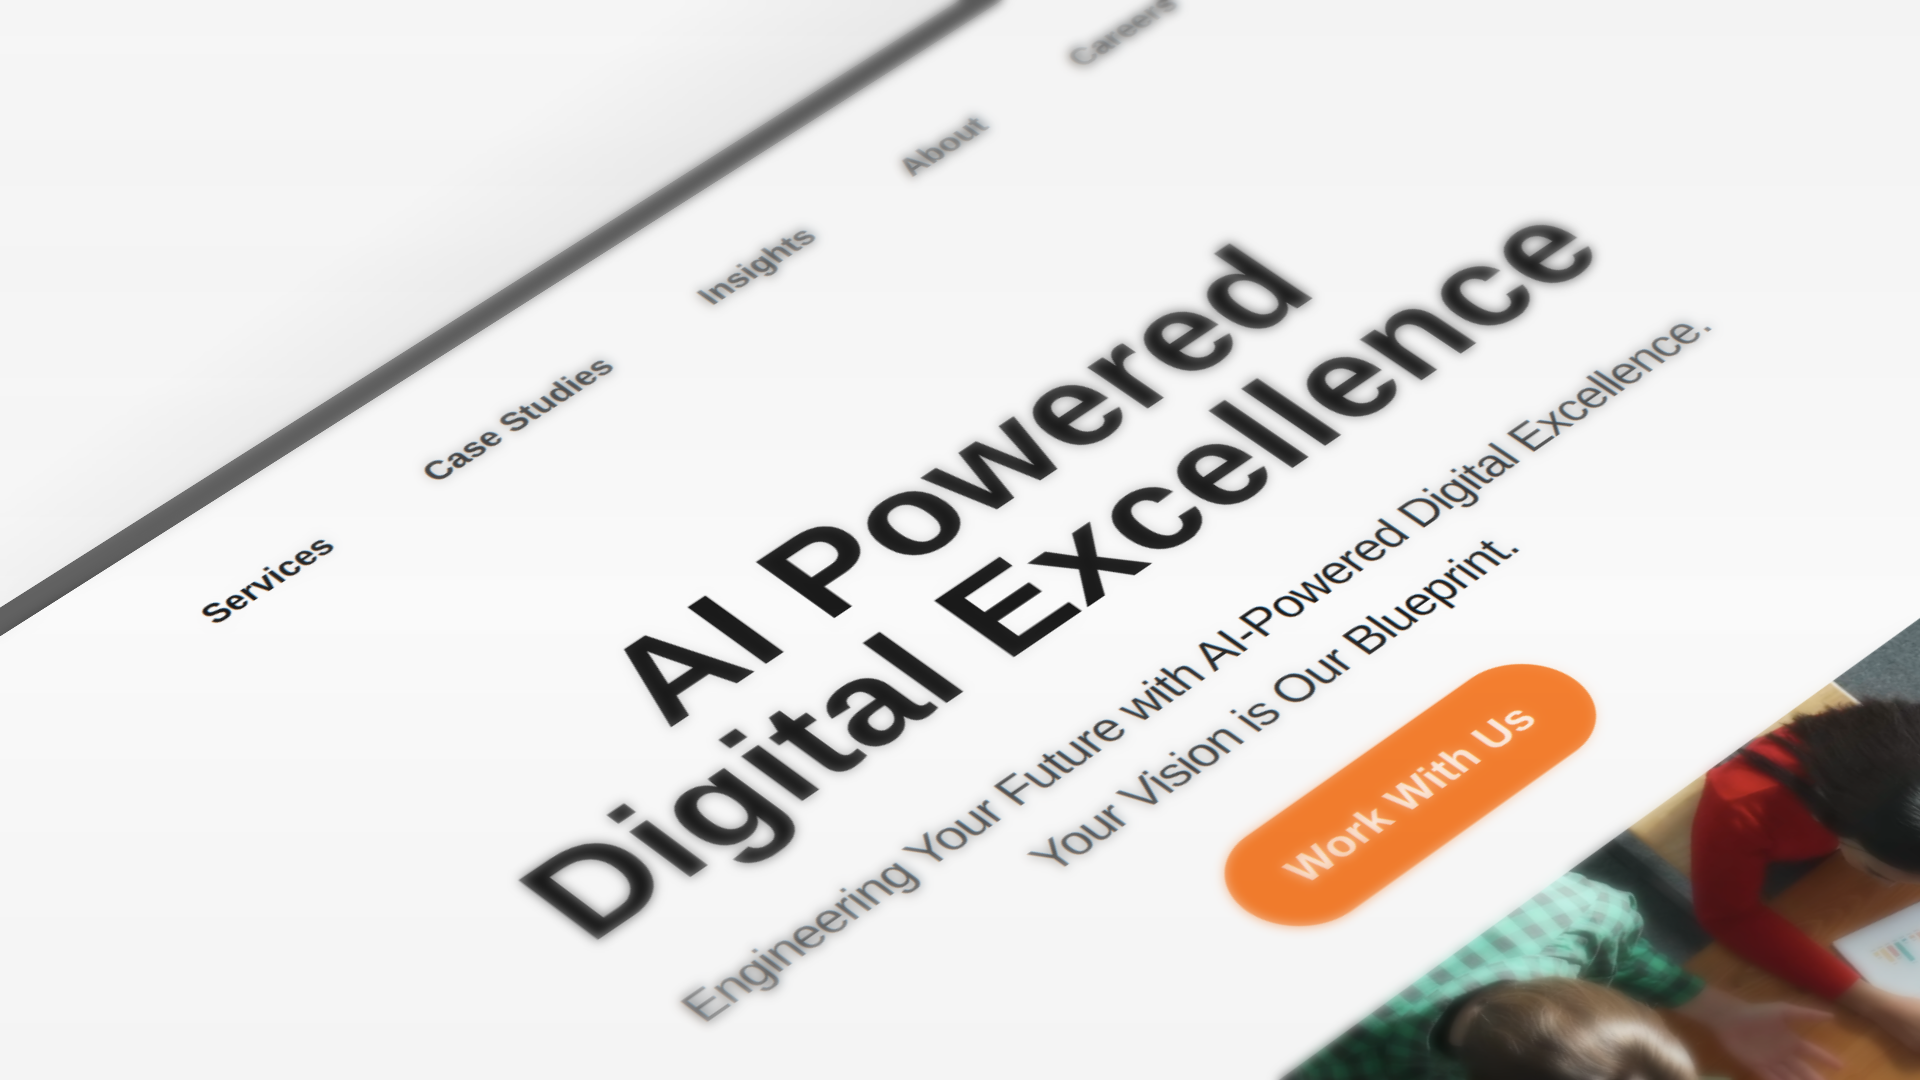 Services
Case Studies
Insights
About
Careers
AI Powered
Digital Excellence
Engineering Your Future with AI-Powered Digital Excellence.
Your Vision is Our Blueprint.
Work With Us